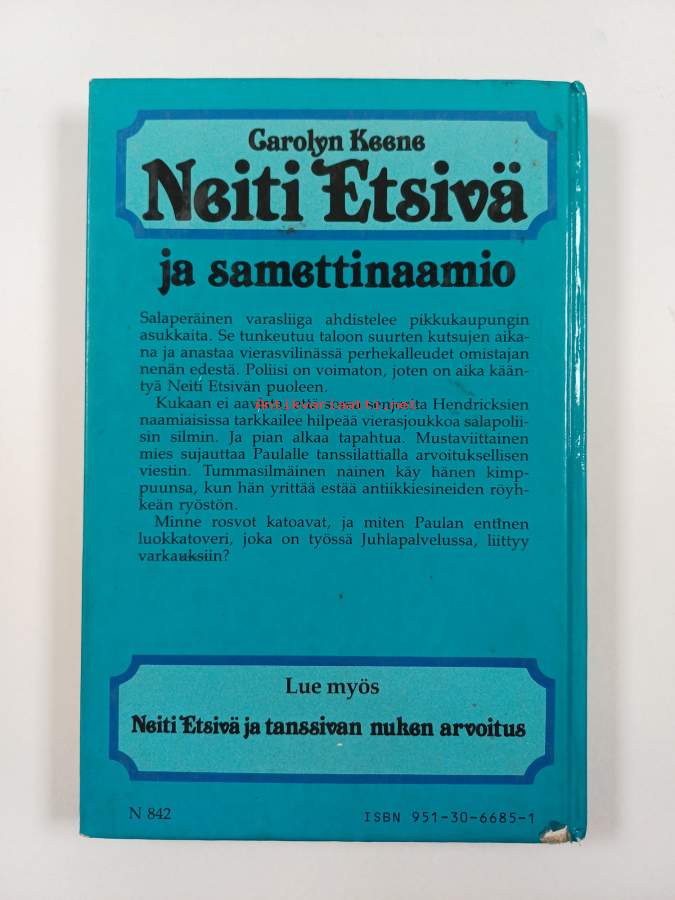 Carolyn Keene
Neiti Etsivä
ja samettinaamio
Salaperäinen varasliiga ahdistelee pikkukaupungin
asukkaita. Se tunkeutuu taloon suurten kutsujen aika-
na ja anastaa vierasvilinässä perhekalleudet omistajan
nenän edestä. Poliisi on voimaton, joten on aika kään-
tyä Neiti Etsivän puoleen.
Kukaan ei Hendricksien
naamiaisissa tarkkailee hilpeää vierasjoukkoa salapolii-
sin silmin. Ja pian alkaa tapahtua. Mustaviittainen
mies sujauttaa Paulalle tanssilattialla arvoituksellisen
viestin. Tummasilmäinen nainen käy hänen kimp-
puunsa, kun hän yrittää estää antiikkiesineiden röyh-
keän ryöstön.
Minne rosvot katoavat, ja miten Paulan entinen
luokkatoveri, joka on työssä Juhlapalvelussa, liittyy
varkauksiin?
Lue myös
Neiti Etsivä ja tanssivan nuken arvoitus
N 842
ISBN 951-30-6685-1